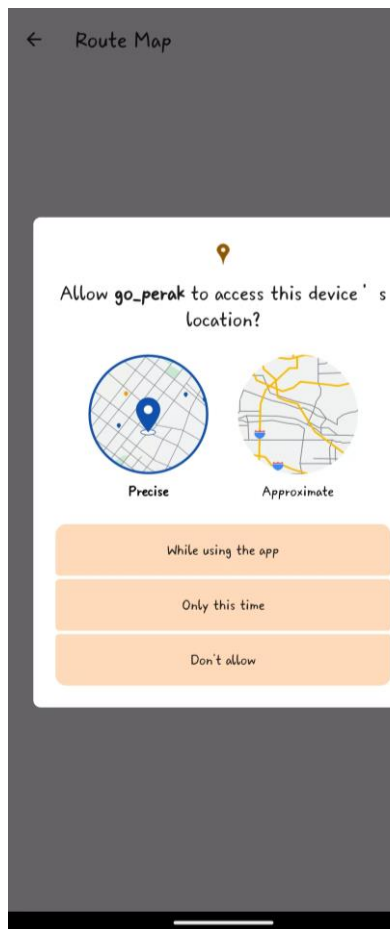 Route Map
Allow go_perak to access this device's
location?
Precise
Approximate
While using the app
Only this time
Don't allow